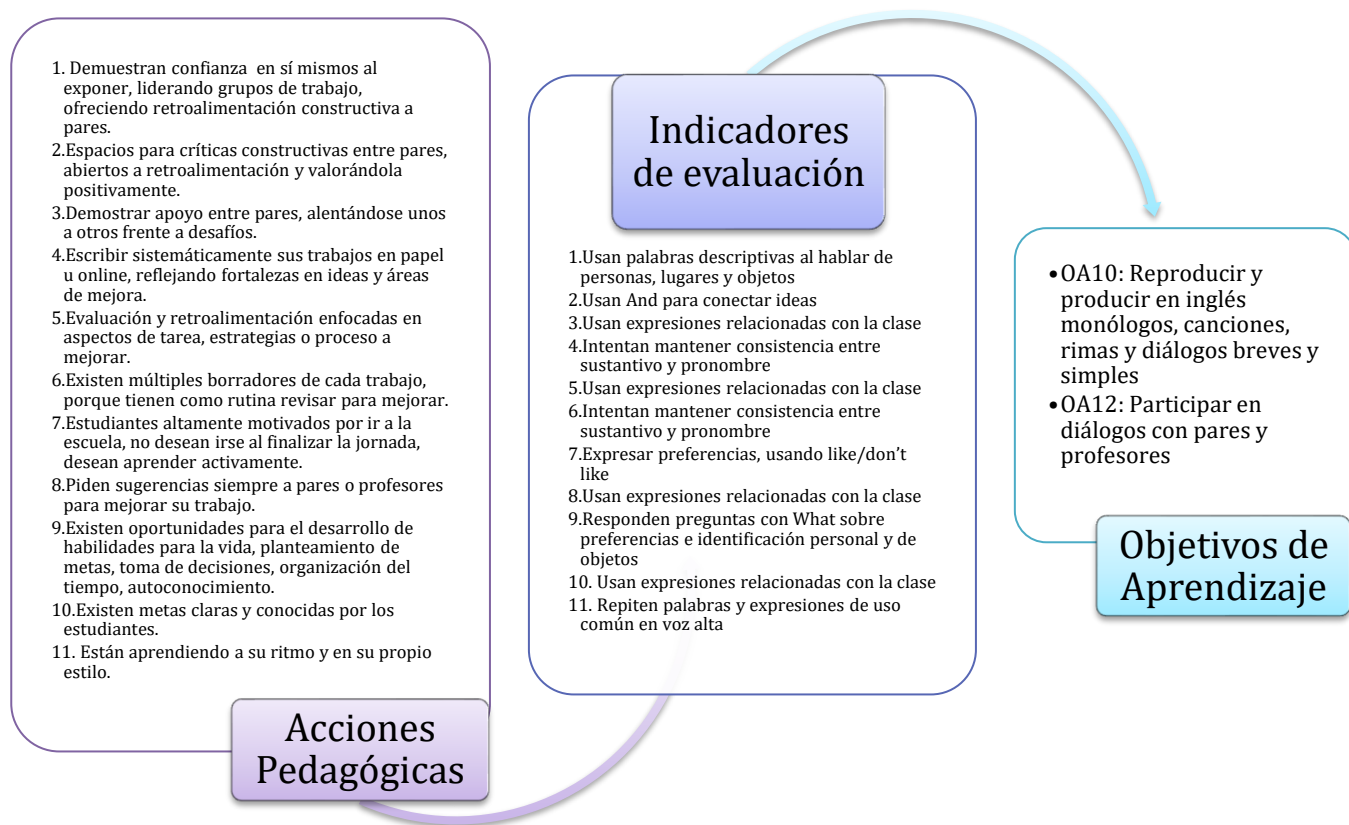 1. Demuestran confianza en sí mismos al
exponer, liderando grupos de trabajo,
ofreciendo retroalimentación constructiva a
pares.
2.Espacios para críticas constructivas entre pares,
abiertos a retroalimentación y valorándola
positivamente.
3.Demostrar apoyo entre pares, alentándose unos
a otros frente a desafíos.
4.Escribir sistemáticamente sus trabajos en papel
u online, reflejando fortalezas en ideas y áreas
de mejora.
5.Evaluación y retroalimentación enfocadas en
aspectos de tarea, estrategias o proceso a
mejorar.
6.Existen múltiples borradores de cada trabajo,
porque tienen como rutina revisar para mejorar.
7.Estudiantes altamente motivados por ir a la
escuela, no desean irse al finalizar la jornada,
desean aprender activamente.
8.Piden sugerencias siempre a pares o profesores
para mejorar su trabajo.
9.Existen oportunidades para el desarrollo de
habilidades para la vida, planteamiento de
metas, toma de decisiones, organización del
tiempo, autoconocimiento.
10.Existen metas claras y conocidas por los
estudiantes.
11. Están aprendiendo a su ritmo y en su propio
estilo.
Acciones
Pedagógicas
Indicadores
de evaluación
1.Usan palabras descriptivas al hablar de
personas, lugares y objetos
2.Usan And para conectar ideas
3.Usan expresiones relacionadas con la clase
4.Intentan mantener consistencia entre
sustantivo y pronombre
5.Usan expresiones relacionadas con la clase
6.Intentan mantener consistencia entre
sustantivo y pronombre
7.Expresar preferencias, usando like/don't
like
8.Usan expresiones relacionadas con la clase
9.Responden preguntas con What sobre
preferencias e identificación personal y de
objetos
10. Usan expresiones relacionadas con la clase
11. Repiten palabras y expresiones de uso
común en voz alta
•OA10: Reproducir y
producir en inglés
monólogos, canciones,
rimas y diálogos breves y
simples
•OA12: Participar en
diálogos con pares y
profesores
Objetivos de
Aprendizaje